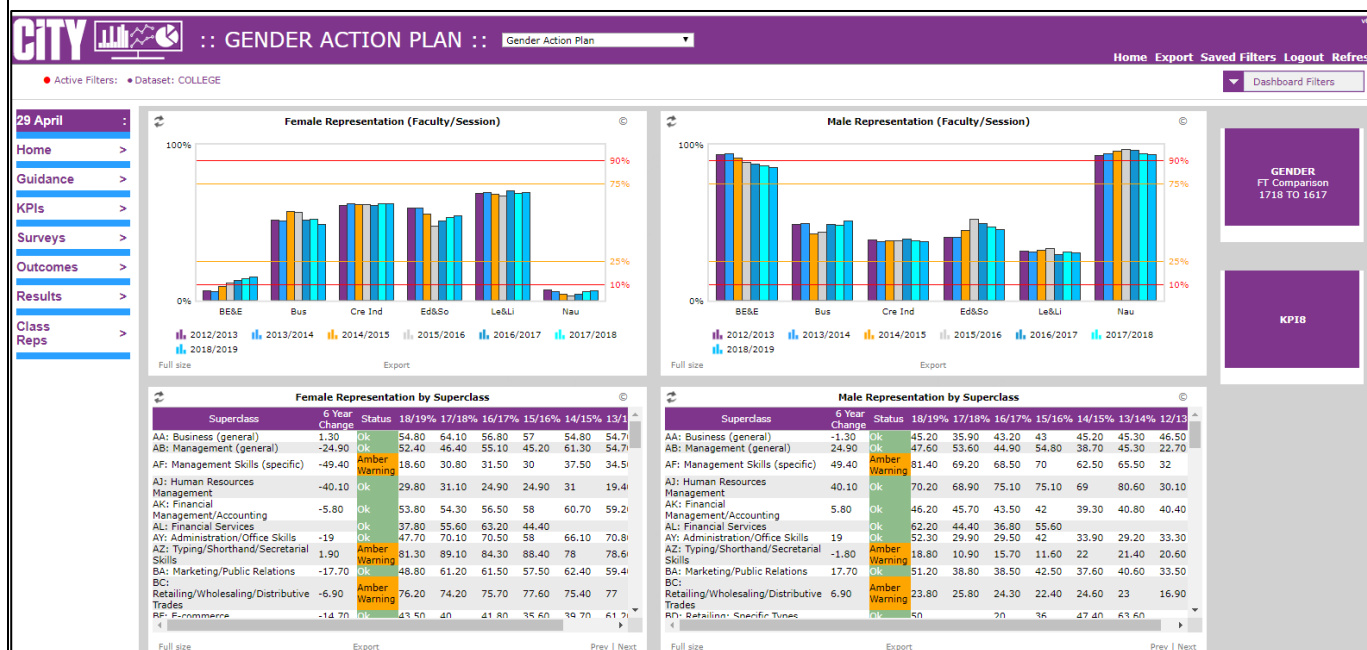 CITY :: GENDER ACTION PLAN :: Gender Action Plan
Home Export Saved Filters Logout Refres
Active Filters: Dataset: COLLEGE
Dashboard Filters
29 April :
Home >
Guidance >
KPIs >
Surveys >
Outcomes >
Results >
Class
Reps >
Female Representation (Faculty/Session) ©
100%
90%
75%
25%
10%
0%
BE&E Bus Cre Ind Ed&So Le&Li Nau
2012/2013 2013/2014 2014/2015 2015/2016 2016/2017 2017/2018
2018/2019
Full size Export
Male Representation (Faculty/Session) ©
100%
90%
75%
25%
10%
0%
BE&E Bus Cre Ind Ed&So Le&Li Nau
2012/2013 2013/2014 2014/2015 2015/2016 2016/2017 2017/2018
2018/2019
Full size Export
GENDER
FT Comparison
1718 TO 1617
KPI8
Female Representation by Superclass ©
Superclass 6 Year Change Status 18/19% 17/18% 16/17% 15/16% 14/15% 13/1
AA: Business (general) 1.30 Ok 54.80 64.10 56.80 57 54.80 54.7
AB: Management (general) -24.90 Ok 52.40 46.40 55.10 45.20 61.30 54.7
AF: Management Skills (specific) -49.40 Amber Warning 18.60 30.80 31.50 30 37.50 34.5
AJ: Human Resources Management -40.10 Ok 29.80 31.10 24.90 24.90 31 19.4
AK: Financial Management/Accounting -5.80 Ok 53.80 54.30 56.50 58 60.70 59.2
AL: Financial Services Ok 37.80 55.60 63.20 44.40
AY: Administration/Office Skills -19 Ok 47.70 70.10 70.50 58 66.10 70.8
AZ: Typing/Shorthand/Secretarial Skills 1.90 Amber Warning 81.30 89.10 84.30 88.40 78 78.6
BA: Marketing/Public Relations -17.70 Ok 48.80 61.20 61.50 57.50 62.40 59.4
BC: Retailing/Wholesaling/Distributive Trades -6.90 Amber Warning 76.20 74.20 75.70 77.60 75.40 77
BE: E-commerce -14.70 Ok 43.50 40 41.80 35.60 39.70 61.2
Full size Export Prev | Next
Male Representation by Superclass ©
Superclass 6 Year Change Status 18/19% 17/18% 16/17% 15/16% 14/15% 13/14% 12/13
AA: Business (general) -1.30 Ok 45.20 35.90 43.20 43 45.20 45.30 46.50
AB: Management (general) 24.90 Ok 47.60 53.60 44.90 54.80 38.70 45.30 22.70
AF: Management Skills (specific) 49.40 Amber Warning 81.40 69.20 68.50 70 62.50 65.50 32
AJ: Human Resources Management 40.10 Ok 70.20 68.90 75.10 75.10 69 80.60 30.10
AK: Financial Management/Accounting 5.80 Ok 46.20 45.70 43.50 42 39.30 40.80 40.40
AL: Financial Services Ok 62.20 44.40 36.80 55.60
AY: Administration/Office Skills 19 Ok 52.30 29.90 29.50 42 33.90 29.20 33.30
AZ: Typing/Shorthand/Secretarial Skills -1.80 Amber Warning 18.80 10.90 15.70 11.60 22 21.40 20.60
BA: Marketing/Public Relations 17.70 Ok 51.20 38.80 38.50 42.50 37.60 40.60 33.50
BC: Retailing/Wholesaling/Distributive Trades 6.90 Amber Warning 23.80 25.80 24.30 22.40 24.60 23 16.90
BD: Retailing: Specific Types Ok 50 20 36 47.40 63.60
Full size Export Prev | Next